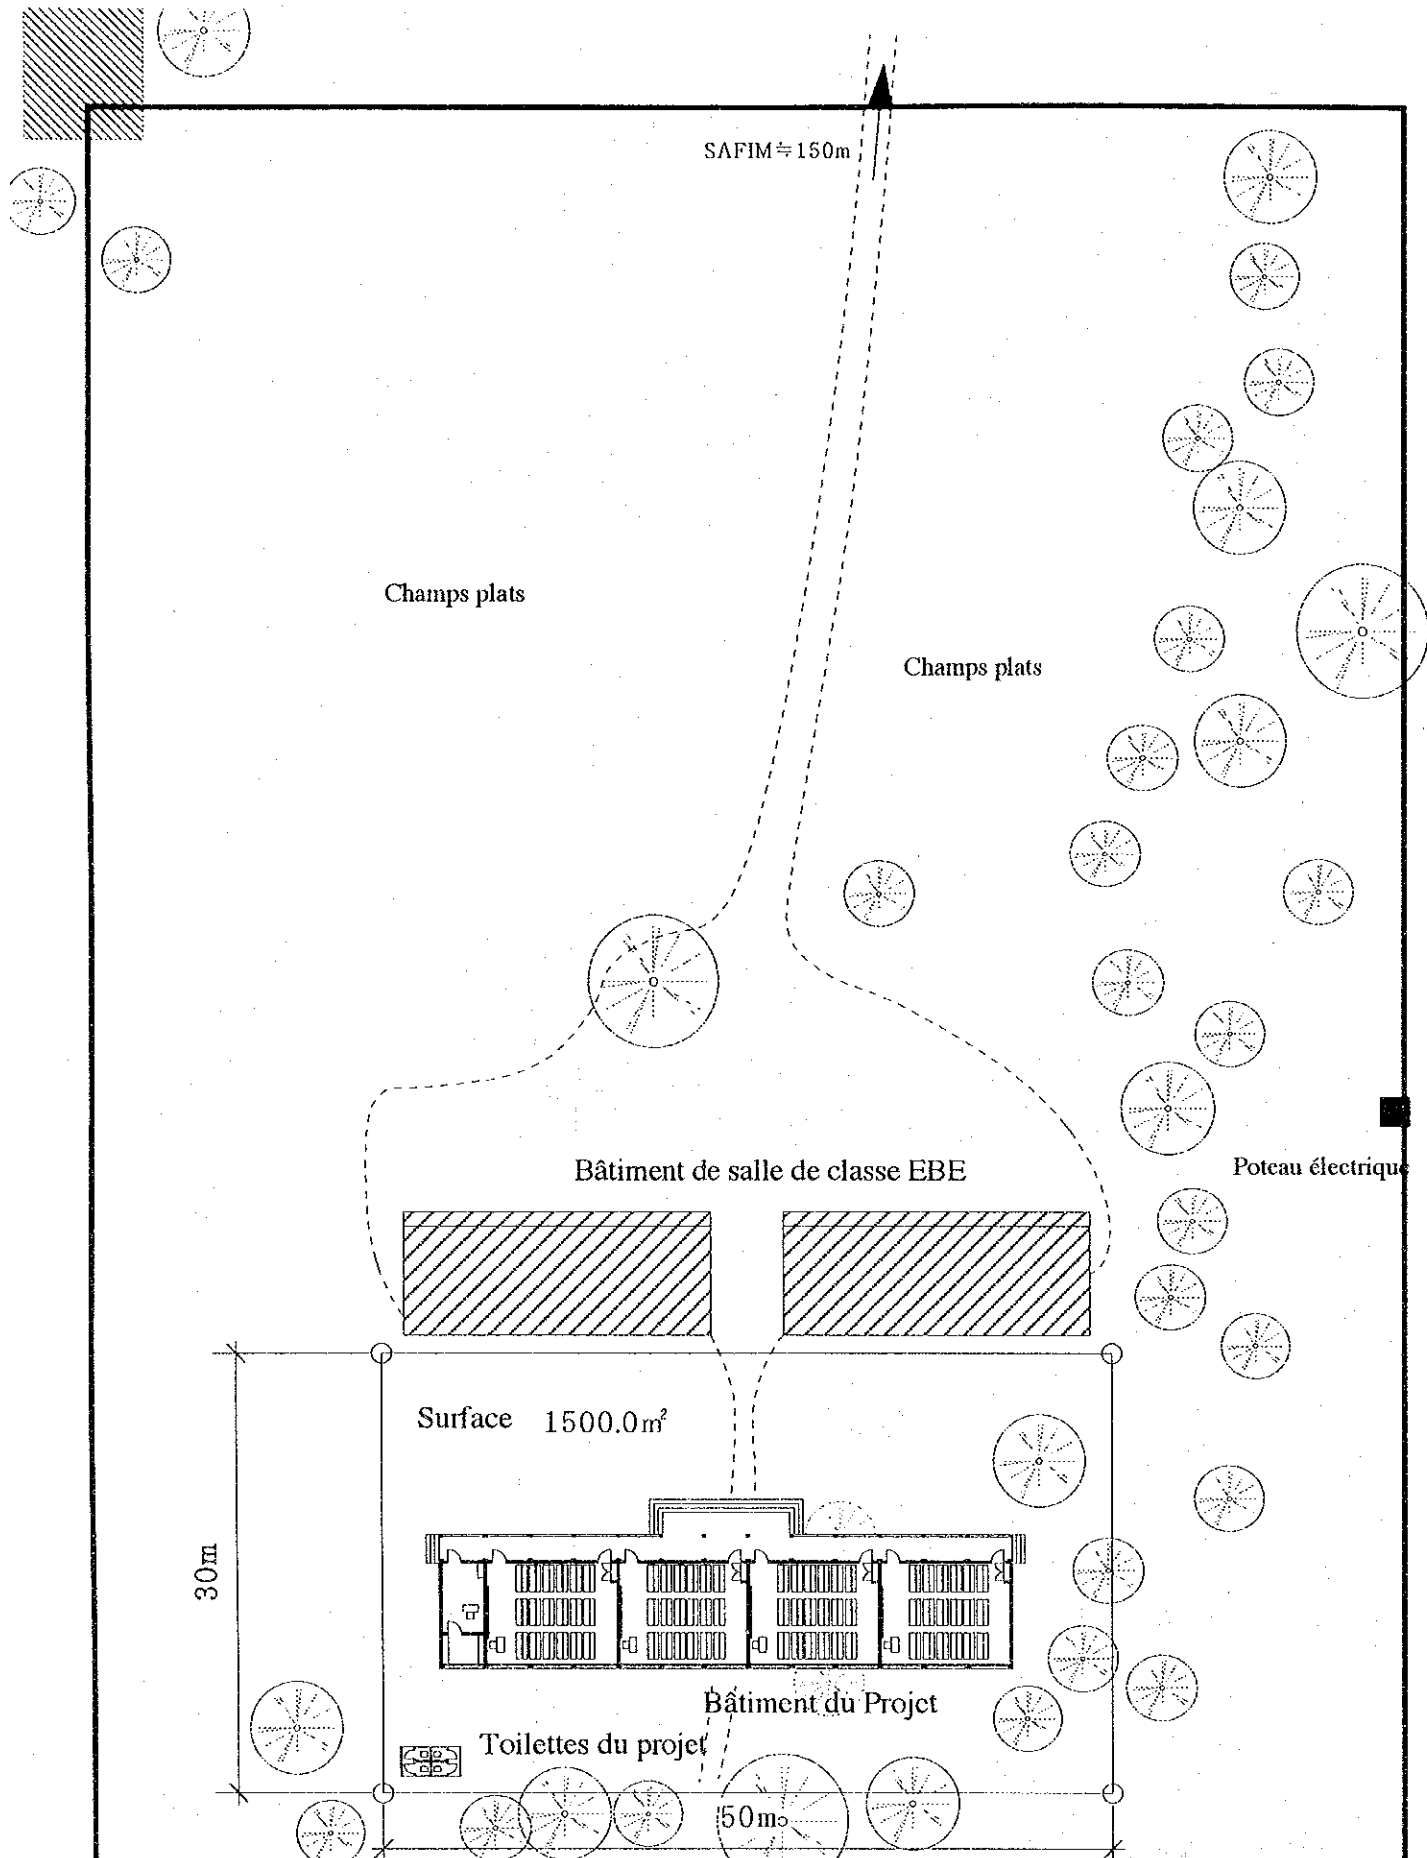 SAFIM≒150m
Champs plats
Champs plats
Bâtiment de salle de classe EBE
Poteau électrique
Surface 1500.0㎡
30m
Bâtiment du Projet
Toilettes du projet
50m